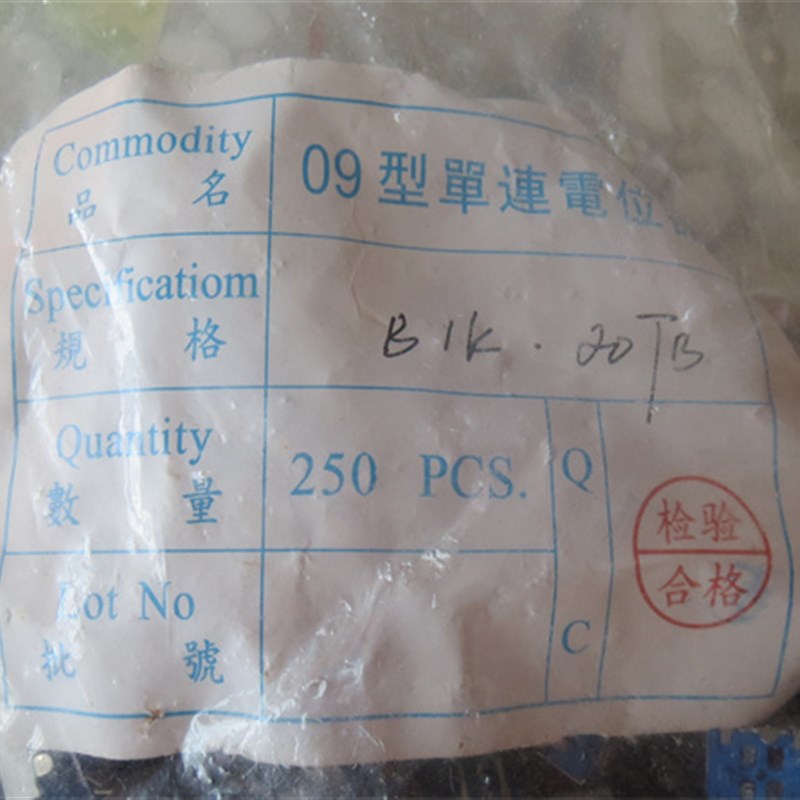 Commodity
品 名
09型單連電位
Specificatiom
規 格
B 1K . 20TB
Quantity
數 量
250 PCS.
Lot No
批 號
Q
C
检验
合格